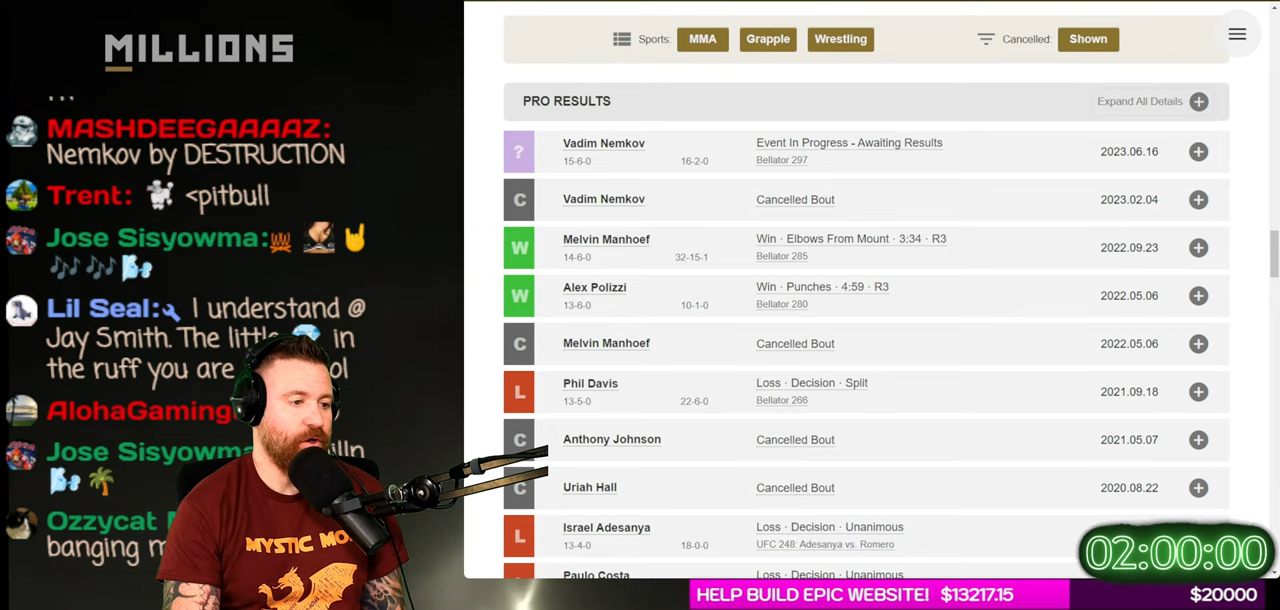 MILLIONS
...
MASHDEEGAAAAZ:
Nemkov by DESTRUCTION
Trent: <pitbull
Jose Sisyowma:
Lil Seal: I understand @
Jay Smith. The little in
the ruff you are ol
AlohaGaming
Jose Sisyowma
Ozzycat
banging m
MYSTIC
Sports: MMA Grapple Wrestling Cancelled: Shown
PRO RESULTS Expand All Details
? Vadim Nemkov Event In Progress - Awaiting Results 2023.06.16
15-6-0 16-2-0 Bellator 297
C Vadim Nemkov Cancelled Bout 2023.02.04
W Melvin Manhoef Win · Elbows From Mount · 3:34 · R3 2022.09.23
14-6-0 32-15-1 Bellator 285
W Alex Polizzi Win · Punches · 4:59 · R3 2022.05.06
13-6-0 10-1-0 Bellator 280
C Melvin Manhoef Cancelled Bout 2022.05.06
L Phil Davis Loss · Decision · Split 2021.09.18
13-5-0 22-6-0 Bellator 266
C Anthony Johnson Cancelled Bout 2021.05.07
C Uriah Hall Cancelled Bout 2020.08.22
L Israel Adesanya Loss · Decision · Unanimous
13-4-0 18-0-0 UFC 248: Adesanya vs. Romero
Paulo Costa Loss · Decision · Unanimous
02:00:00
HELP BUILD EPIC WEBSITE! $13217.15 $20000